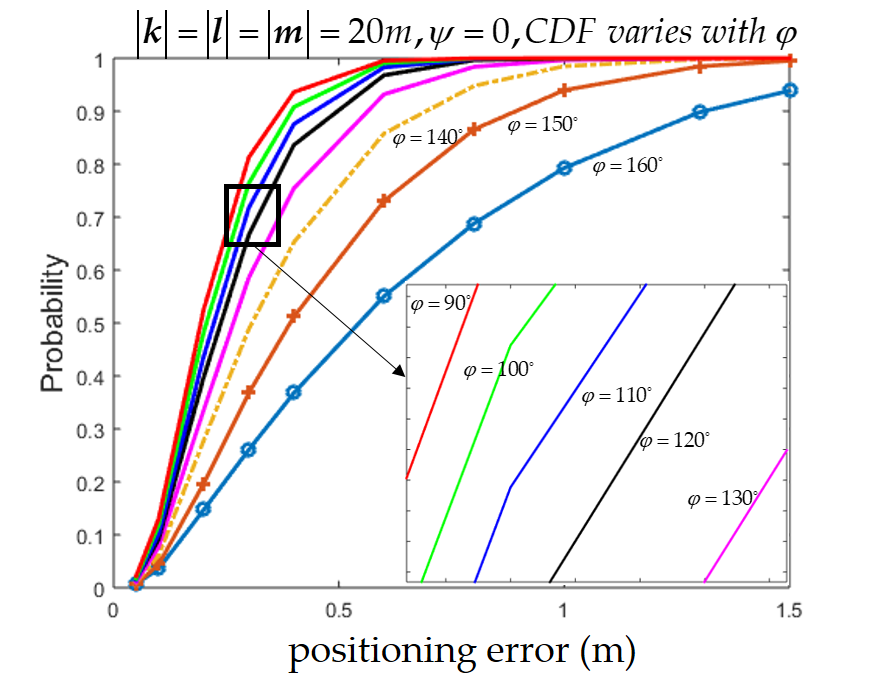 |k| = |l| = |m| = 20m, ψ = 0, CDF varies with φ
Probability
1
0.9
0.8
0.7
0.6
0.5
0.4
0.3
0.2
0.1
0
φ = 140°
φ = 150°
φ = 160°
φ = 90°
φ = 100°
φ = 110°
φ = 120°
φ = 130°
0
0.5
1
1.5
positioning error (m)